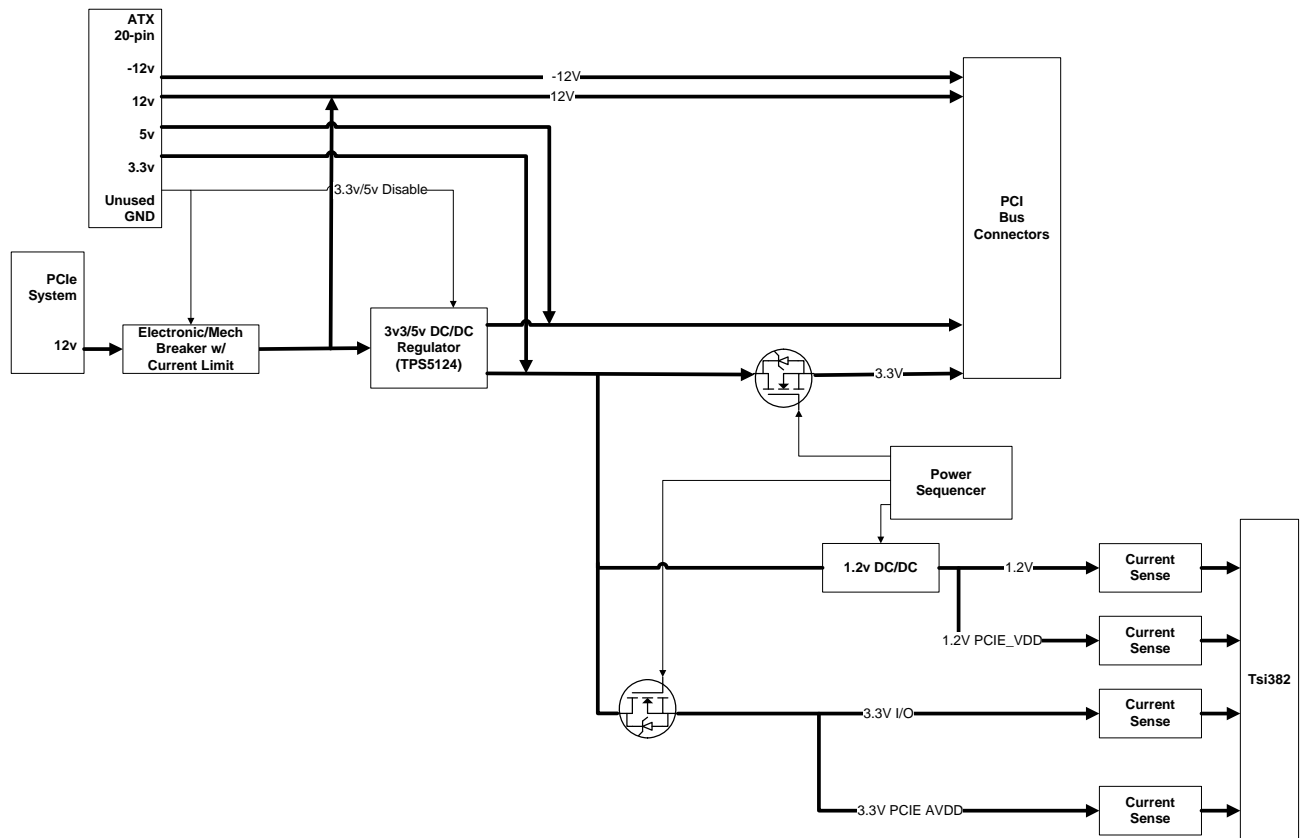 ATX
20-pin
-12v
12v
5v
3.3v
Unused
GND
-12V
12V
3.3v/5v Disable
PCI
Bus
Connectors
PCIe
System
12v
Electronic/Mech
Breaker w/
Current Limit
3v3/5v DC/DC
Regulator
(TPS5124)
3.3V
Power
Sequencer
1.2v DC/DC
1.2V
Current
Sense
1.2V PCIE_VDD
Current
Sense
Tsi382
3.3V I/O
Current
Sense
3.3V PCIE AVDD
Current
Sense